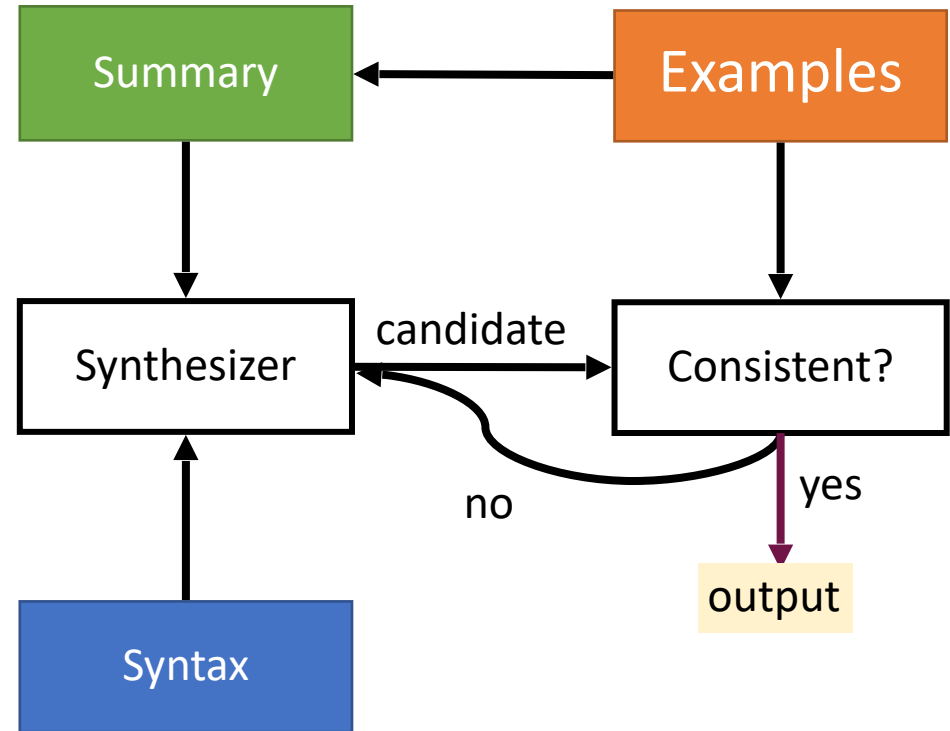 Summary
Examples
candidate
Synthesizer
Consistent?
no
yes
output
Syntax